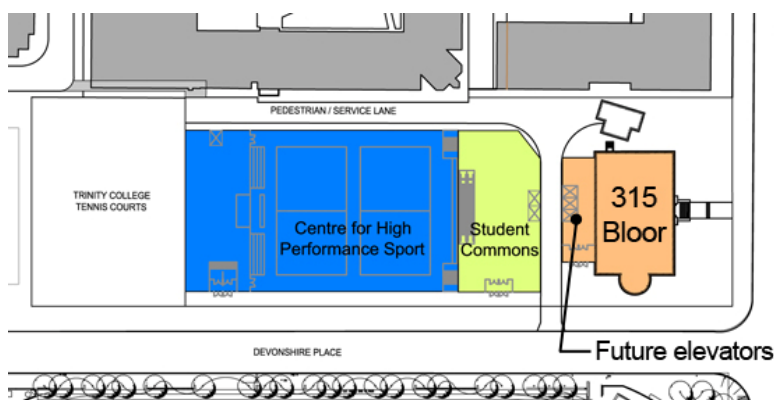 PEDESTRIAN / SERVICE LANE
TRINITY COLLEGE
TENNIS COURTS
Centre for High
Performance Sport
Student
Commons
315
Bloor
DEVONSHIRE PLACE
Future elevators